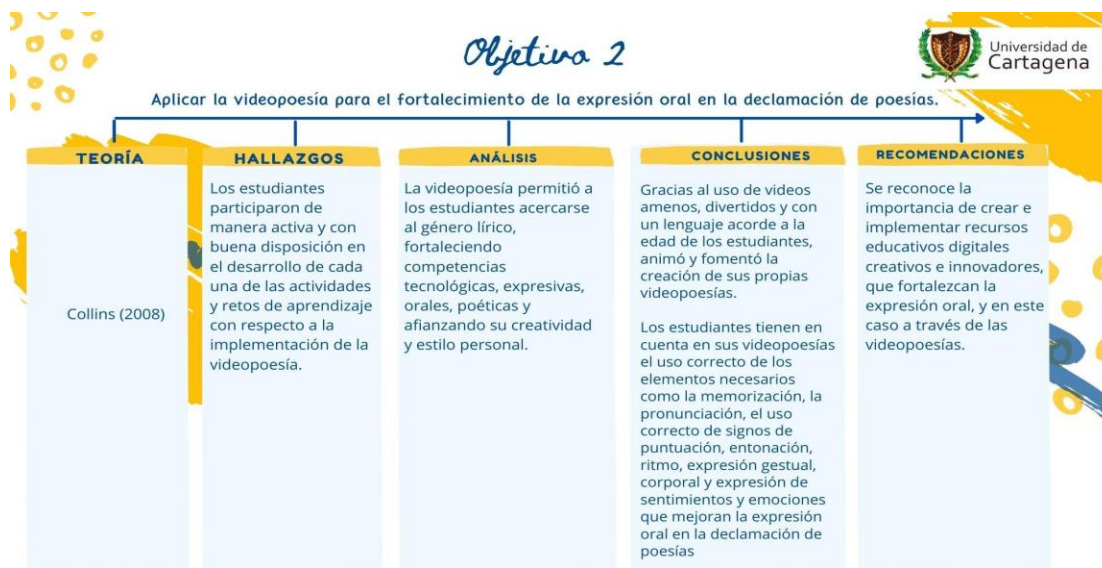 Objetivo 2
Universidad de
Cartagena
Aplicar la videopoesía para el fortalecimiento de la expresión oral en la declamación de poesías.
TEORÍA
Collins (2008)
HALLAZGOS
Los estudiantes
participaron de
manera activa y con
buena disposición en
el desarrollo de cada
una de las actividades
y retos de aprendizaje
con respecto a la
implementación de la
videopoesía.
ANÁLISIS
La videopoesía permitió a
los estudiantes acercarse
al género lírico,
fortaleciendo
competencias
tecnológicas, expresivas,
orales, poéticas y
afianzando su creatividad
y estilo personal.
CONCLUSIONES
Gracias al uso de videos
amenos, divertidos y con
un lenguaje acorde a la
edad de los estudiantes,
animó y fomentó la
creación de sus propias
videopoesías.
Los estudiantes tienen en
cuenta en sus videopoesías
el uso correcto de los
elementos necesarios
como la memorización, la
pronunciación, el uso
correcto de signos de
puntuación, entonación,
ritmo, expresión gestual,
corporal y expresión de
sentimientos y emociones
que mejoran la expresión
oral en la declamación de
poesías
RECOMENDACIONES
Se reconoce la
importancia de crear e
implementar recursos
educativos digitales
creativos e innovadores,
que fortalezcan la
expresión oral, y en este
caso a través de las
videopoesías.